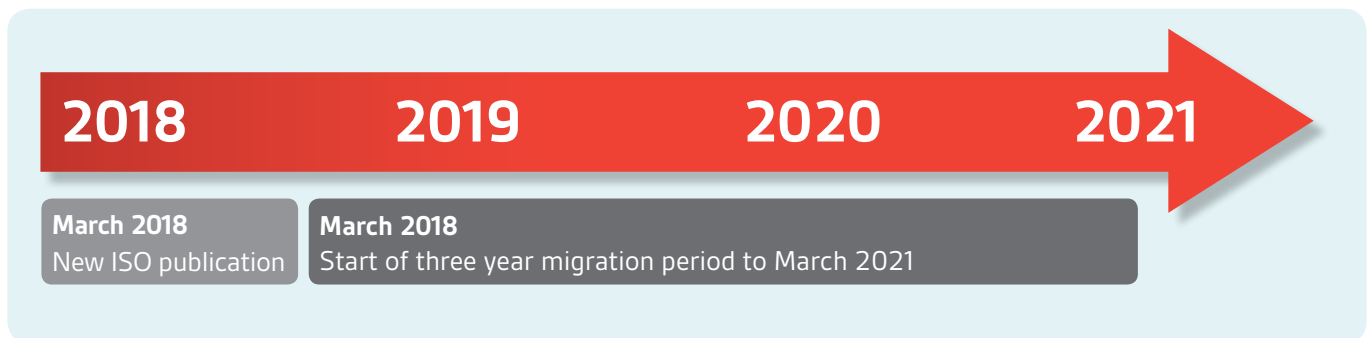 2018 2019 2020 2021
March 2018
New ISO publication
March 2018
Start of three year migration period to March 2021